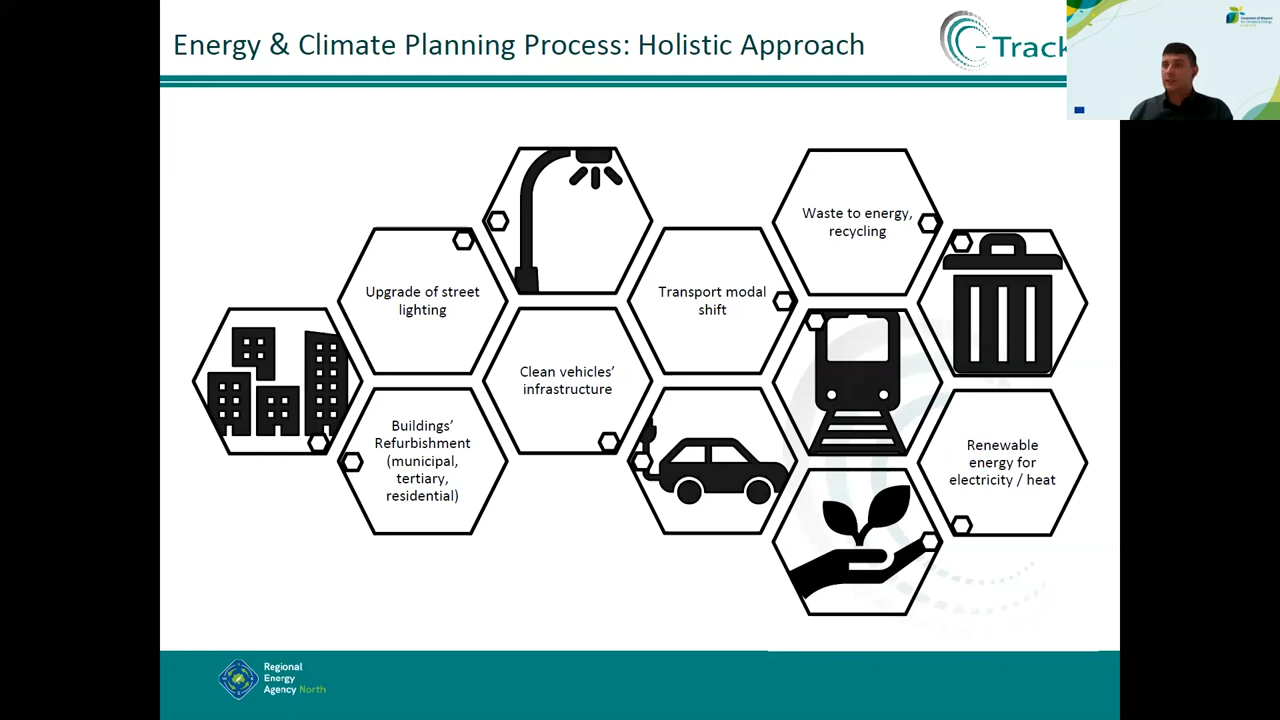 Energy & Climate Planning Process: Holistic Approach
-Track
Waste to energy,
recycling
Upgrade of street
lighting
Transport modal
shift
Clean vehicles’
infrastructure
Buildings’
Refurbishment
(municipal,
tertiary,
residential)
Renewable
energy for
electricity / heat
Regional
Energy
Agency North